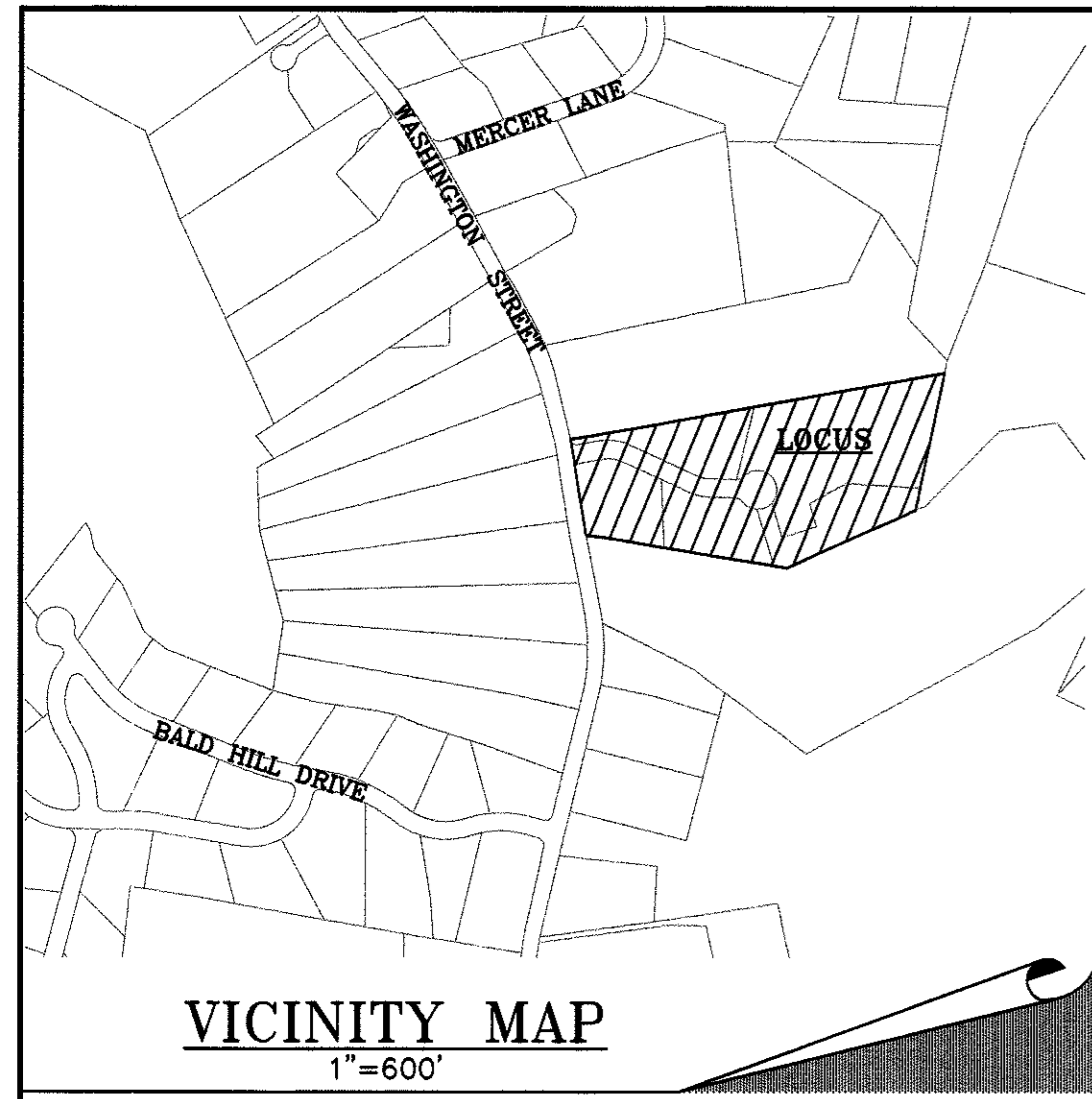 MERCER LANE
WASHINGTON STREET
LOCUS
BALD HILL DRIVE
VICINITY MAP
1"=600'